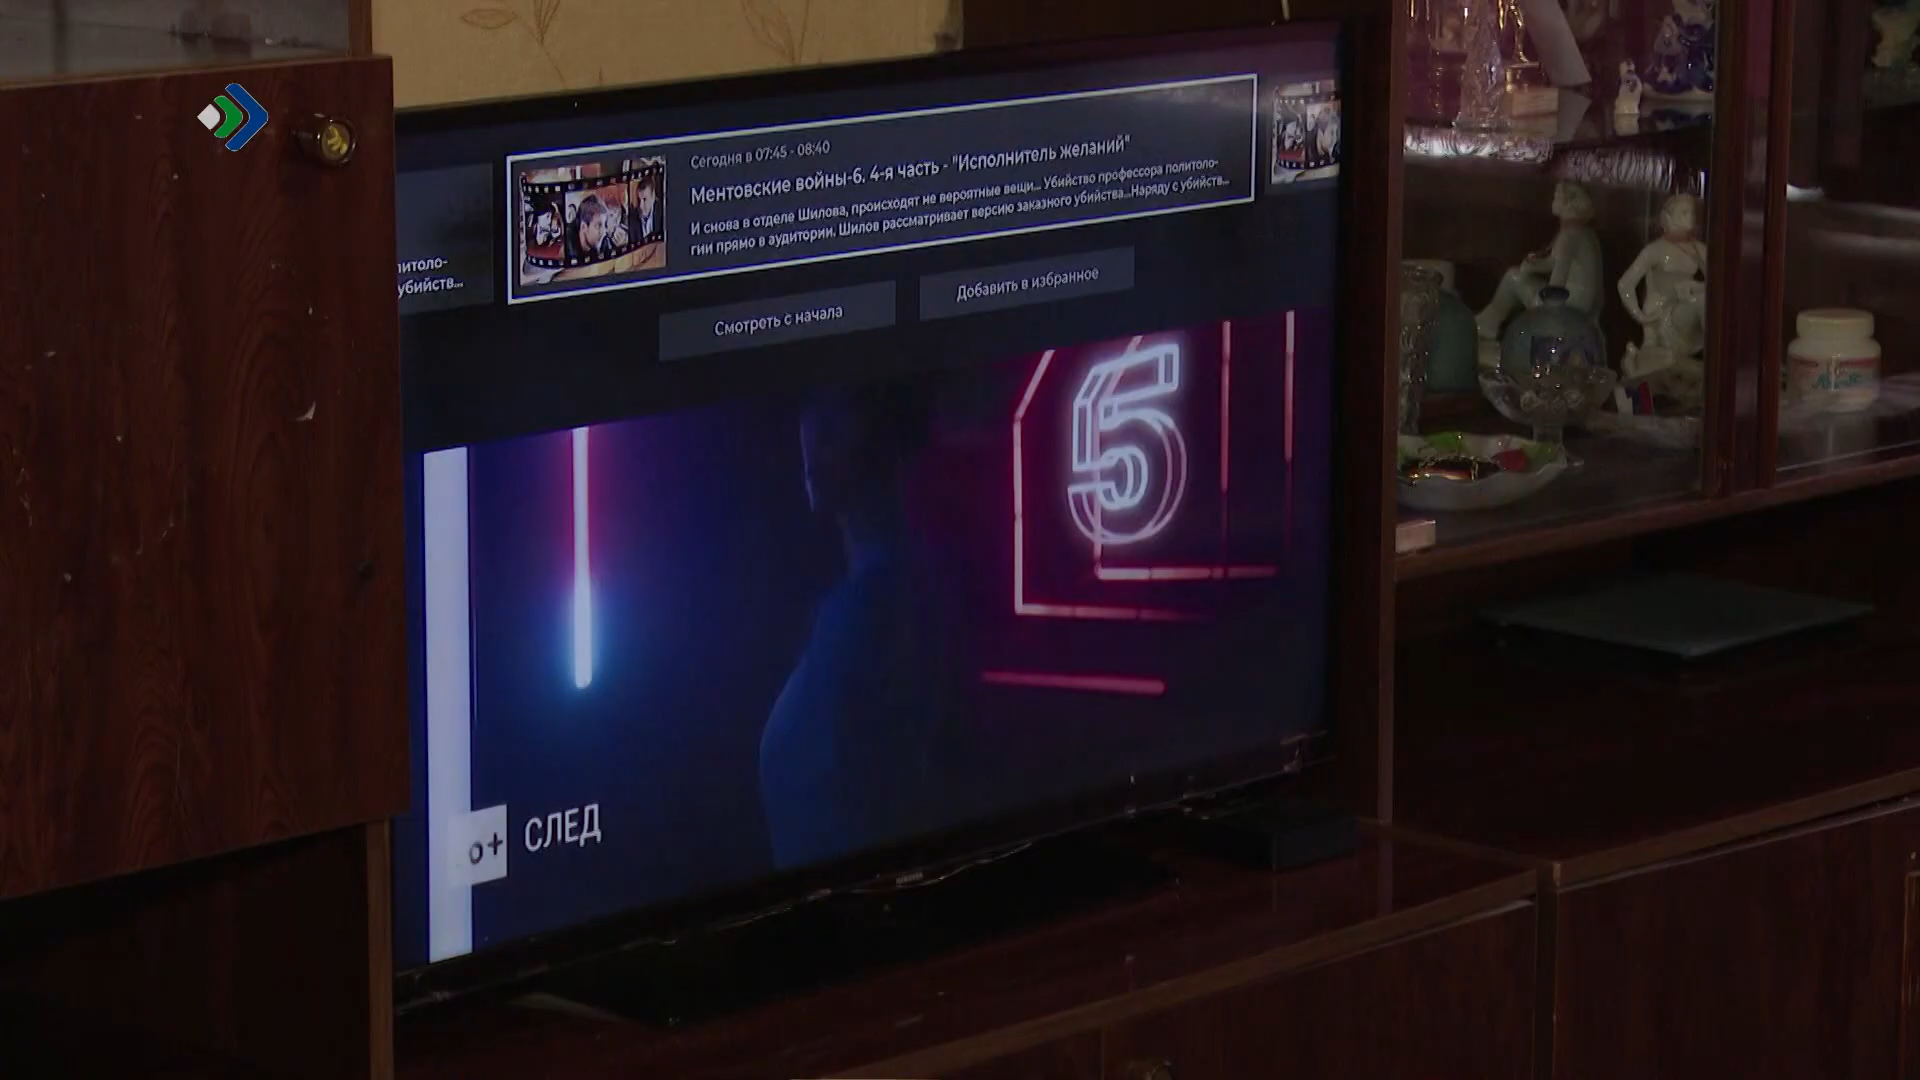 Сегодня в 07:45 - 08:40
Ментовские войны-6. 4-я часть - "Исполнитель желаний"
И снова в отделе Шилова, происходят не вероятные вещи... Убийство профессора политоло-
гии прямо в аудитории. Шилов рассматривает версию заказного убийства...Наряду с убийств...
итоло-
убийств...
Смотреть с начала
Добавить в избранное
5
СЛЕД